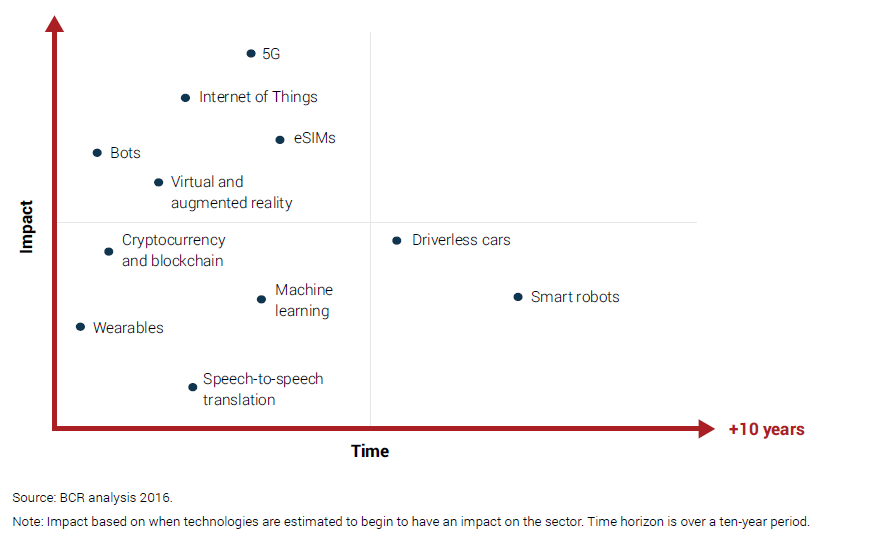 5G
Internet of Things
eSIMs
Bots
Virtual and
augmented reality
Impact
Cryptocurrency
and blockchain
Driverless cars
Machine
learning
Smart robots
Wearables
Speech-to-speech
translation
+10 years
Time
Source: BCR analysis 2016.
Note: Impact based on when technologies are estimated to begin to have an impact on the sector. Time horizon is over a ten-year period.